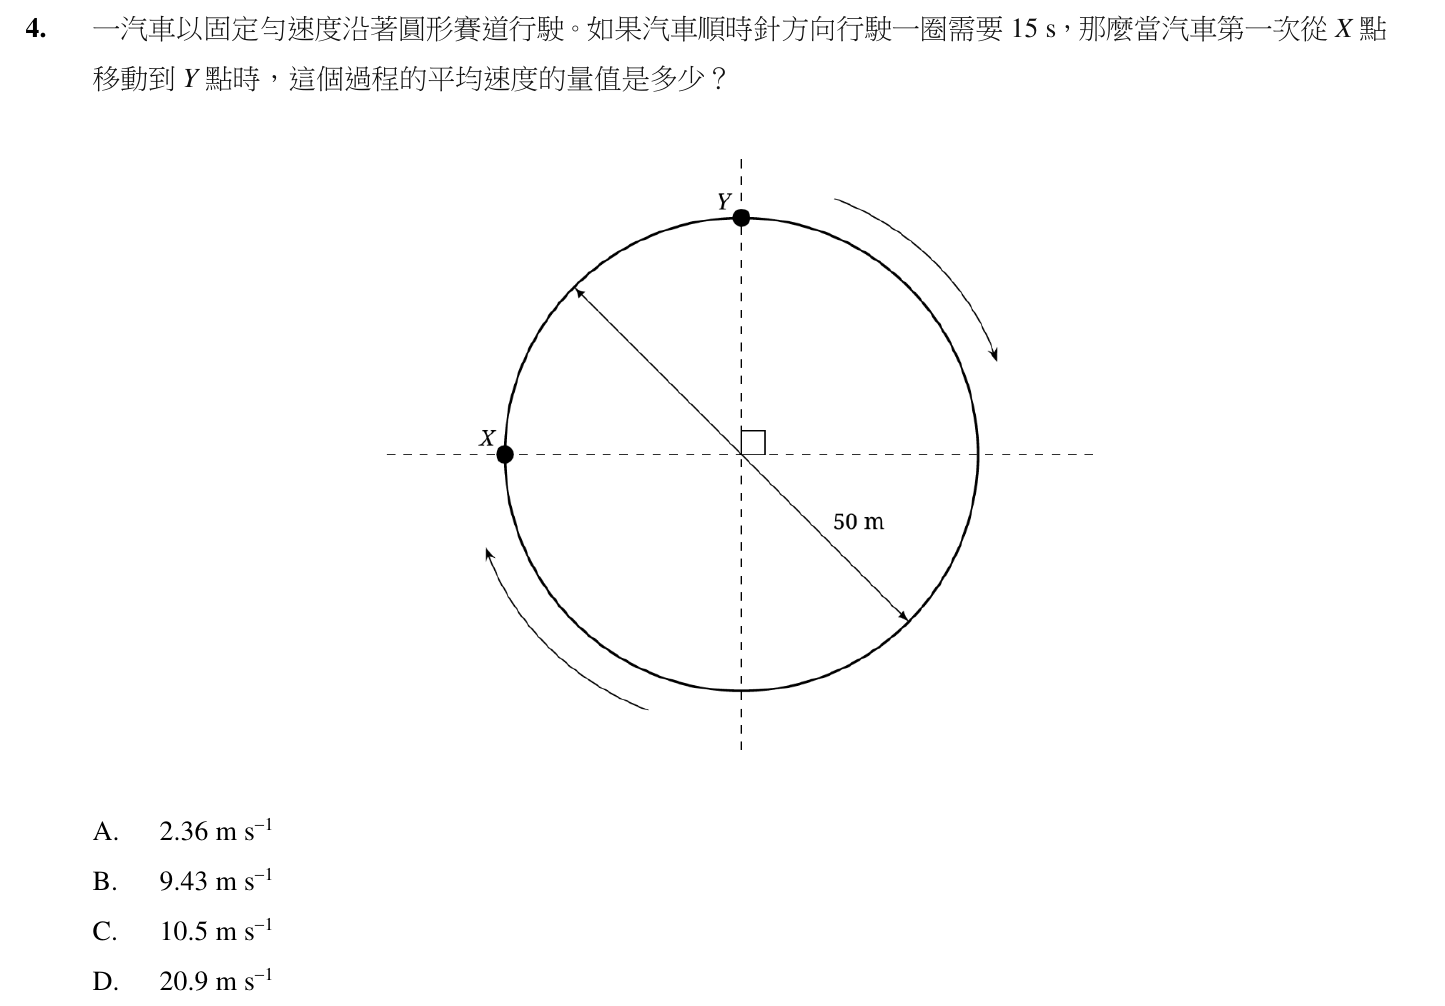 4. 一汽車以固定勻速度沿著圓形賽道行駛。如果汽車順時針方向行駛一圈需要 15 s，那麼當汽車第一次從 X 點
移動到 Y 點時，這個過程的平均速度的量值是多少？
Y
X
50 m
A. 2.36 m s⁻¹
B. 9.43 m s⁻¹
C. 10.5 m s⁻¹
D. 20.9 m s⁻¹